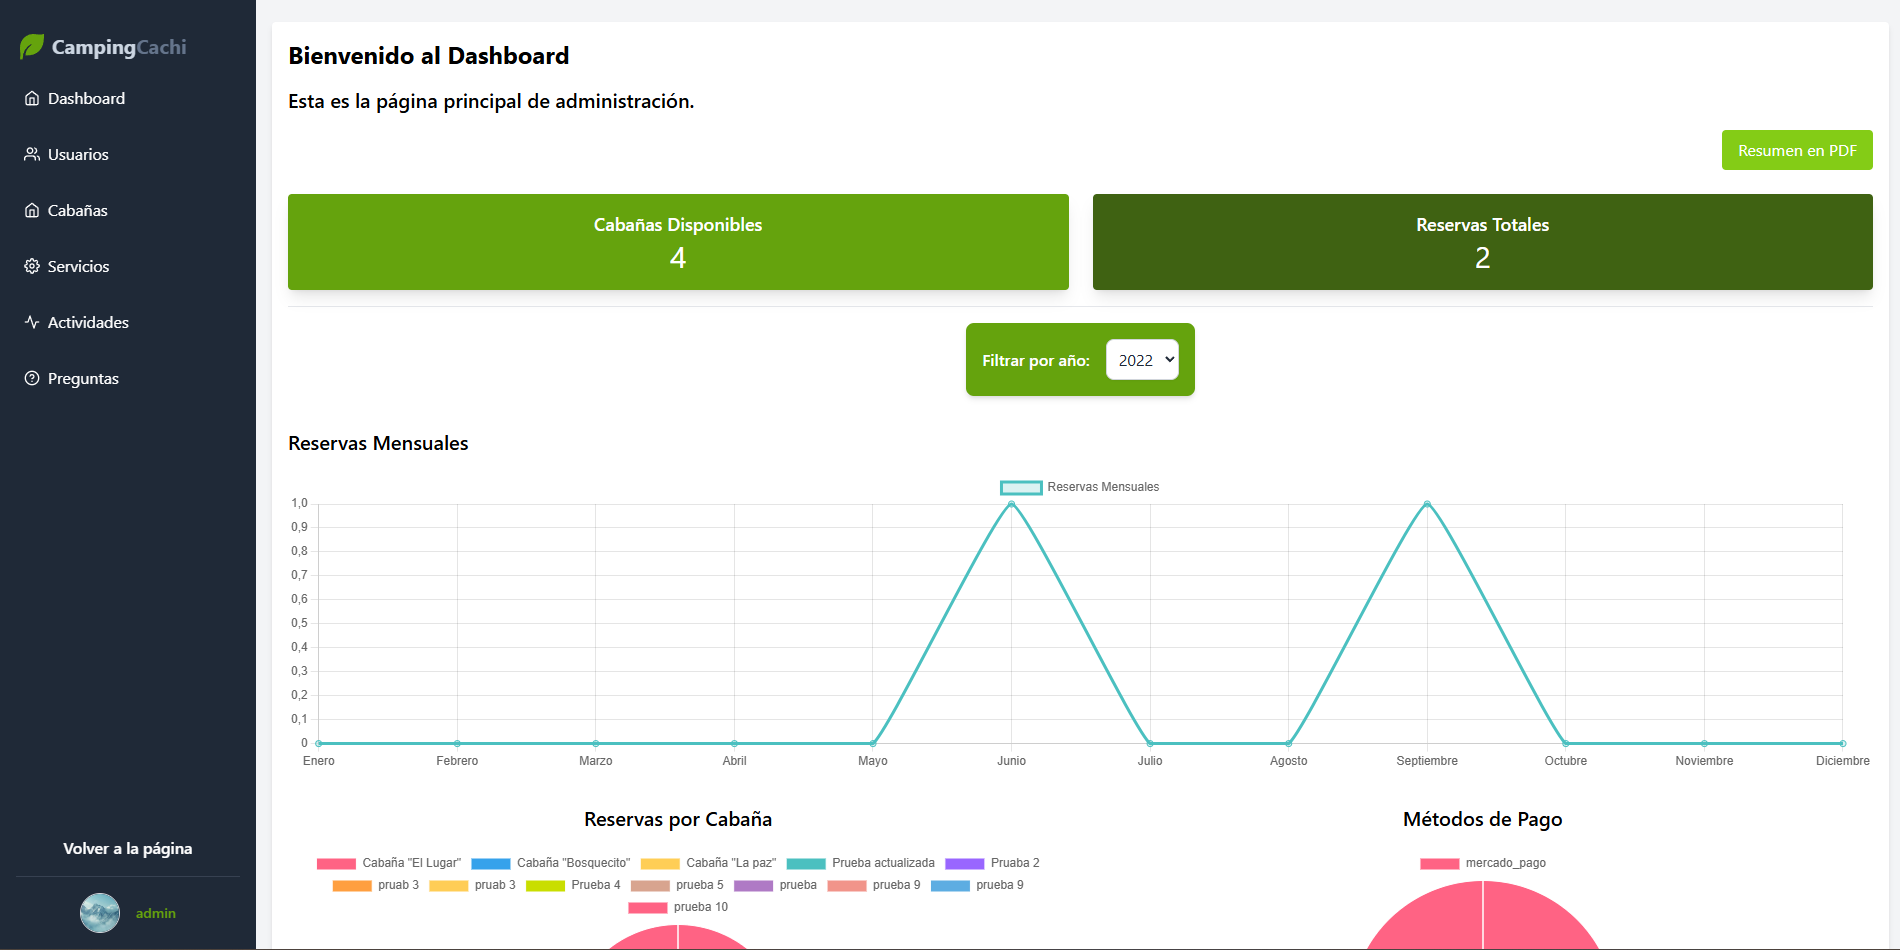 CampingCachi
Dashboard
Usuarios
Cabañas
Servicios
Actividades
Preguntas
Volver a la página
admin
Bienvenido al Dashboard
Esta es la página principal de administración.
Resumen en PDF
Cabañas Disponibles
4
Reservas Totales
2
Filtrar por año: 2022
Reservas Mensuales
Reservas Mensuales
1,0
0,9
0,8
0,7
0,6
0,5
0,4
0,3
0,2
0,1
0
Enero Febrero Marzo Abril Mayo Junio Julio Agosto Septiembre Octubre Noviembre Diciembre
Reservas por Cabaña
Cabaña "El Lugar" Cabaña "Bosquecito" Cabaña "La paz" Prueba actualizada Pruaba 2
pruab 3 pruab 3 Prueba 4 prueba 5 prueba prueba 9 prueba 9
prueba 10
Métodos de Pago
mercado_pago